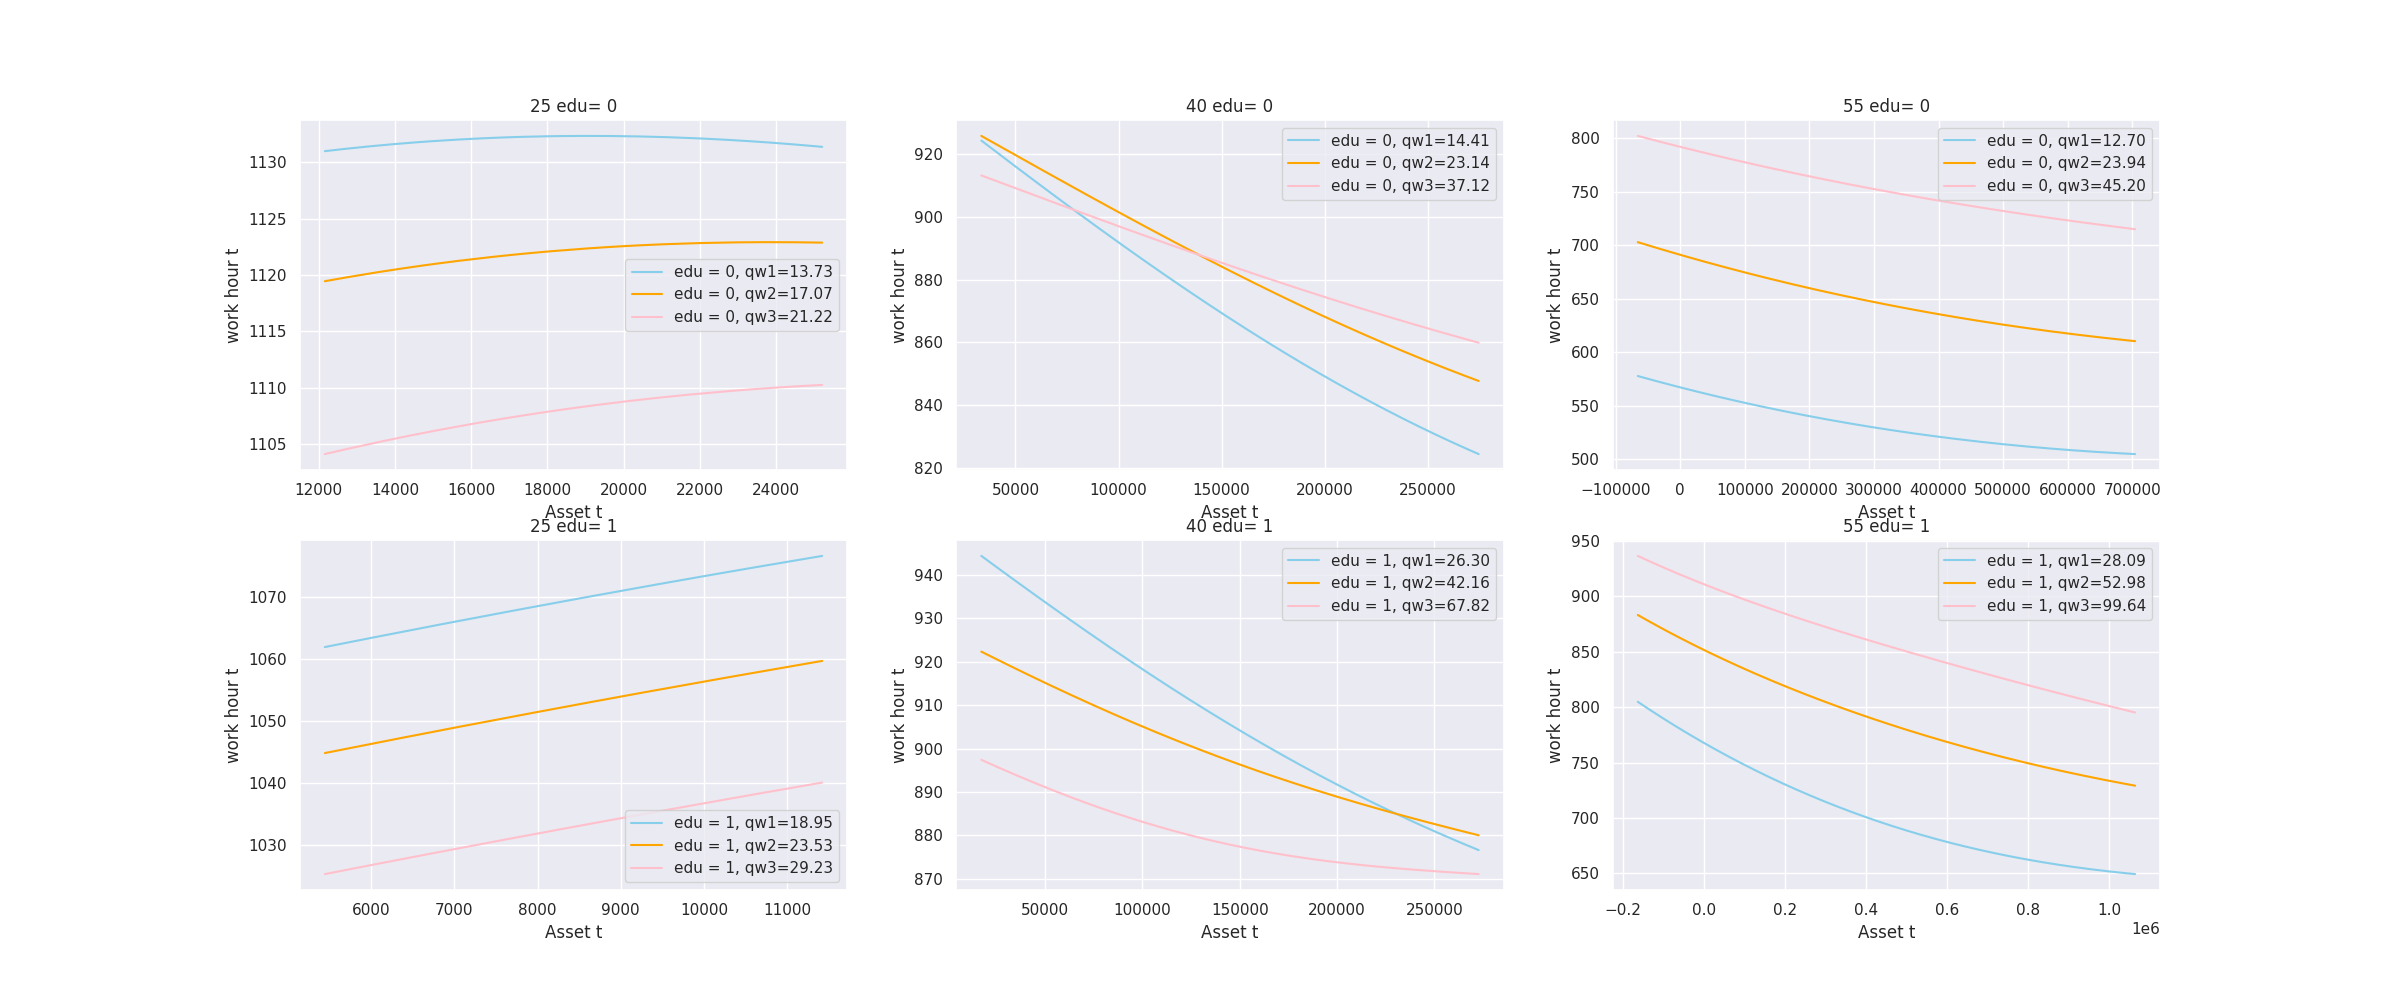 25 edu= 0
work hour t
1130
1125
1120
1115
1110
1105
edu = 0, qw1=13.73
edu = 0, qw2=17.07
edu = 0, qw3=21.22
12000 14000 16000 18000 20000 22000 24000
Asset t
40 edu= 0
work hour t
920
900
880
860
840
820
edu = 0, qw1=14.41
edu = 0, qw2=23.14
edu = 0, qw3=37.12
50000 100000 150000 200000 250000
Asset t
55 edu= 0
work hour t
800
750
700
650
600
550
500
edu = 0, qw1=12.70
edu = 0, qw2=23.94
edu = 0, qw3=45.20
−100000 0 100000 200000 300000 400000 500000 600000 700000
Asset t
25 edu= 1
work hour t
1070
1060
1050
1040
1030
edu = 1, qw1=18.95
edu = 1, qw2=23.53
edu = 1, qw3=29.23
6000 7000 8000 9000 10000 11000
Asset t
40 edu= 1
work hour t
940
930
920
910
900
890
880
870
edu = 1, qw1=26.30
edu = 1, qw2=42.16
edu = 1, qw3=67.82
50000 100000 150000 200000 250000
Asset t
55 edu= 1
work hour t
950
900
850
800
750
700
650
edu = 1, qw1=28.09
edu = 1, qw2=52.98
edu = 1, qw3=99.64
−0.2 0.0 0.2 0.4 0.6 0.8 1.0
1e6
Asset t